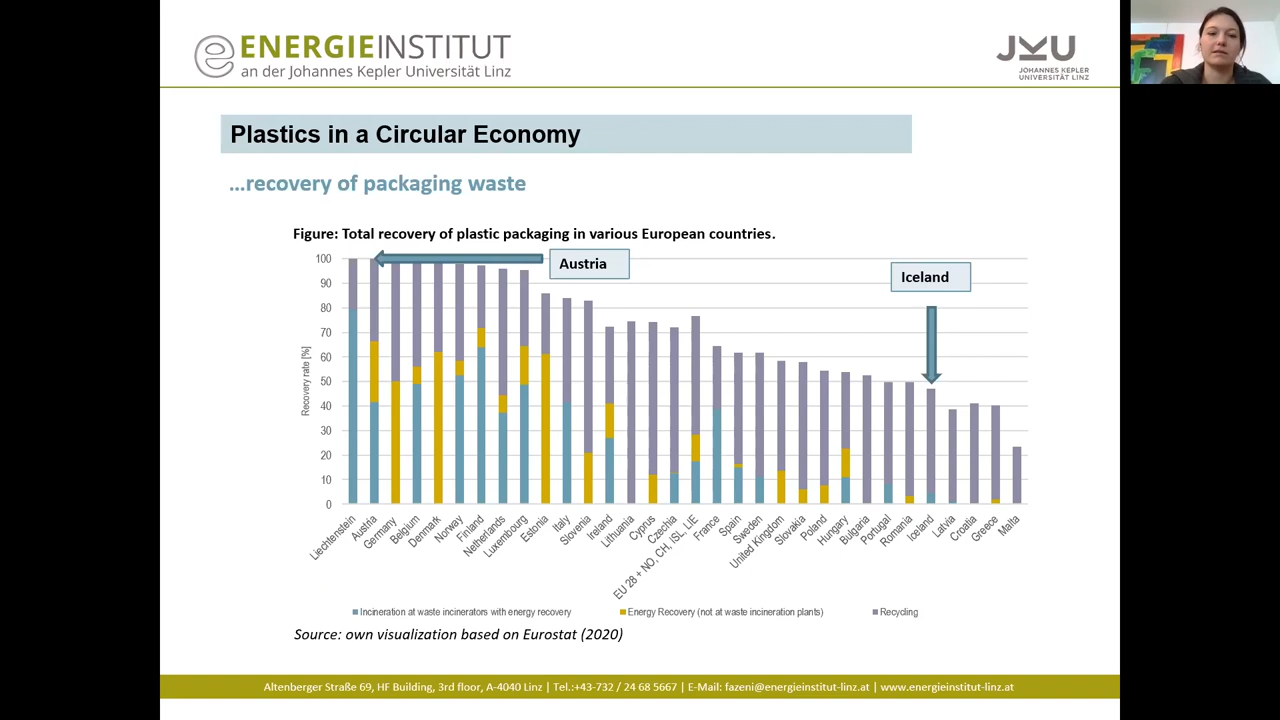 ENERGIEINSTITUT
an der Johannes Kepler Universität Linz
JKU
JOHANNES KEPLER
UNIVERSITÄT LINZ
Plastics in a Circular Economy
...recovery of packaging waste
Figure: Total recovery of plastic packaging in various European countries.
Austria
Iceland
Recovery rate [%]
100
90
80
70
60
50
40
30
20
10
0
Liechtenstein
Austria
Germany
Belgium
Denmark
Norway
Finland
Netherlands
Luxembourg
Estonia
Italy
Slovenia
Ireland
Lithuania
Cyprus
Czechia
EU 28 + NO, CH, ISL, LIE
France
Spain
Sweden
United Kingdom
Slovakia
Poland
Hungary
Bulgaria
Portugal
Romania
Iceland
Latvia
Croatia
Greece
Malta
Incineration at waste incinerators with energy recovery
Energy Recovery (not at waste incineration plants)
Recycling
Source: own visualization based on Eurostat (2020)
Altenberger Straße 69, HF Building, 3rd floor, A-4040 Linz | Tel.:+43-732 / 24 68 5667 | E-Mail: fazeni@energieinstitut-linz.at | www.energieinstitut-linz.at